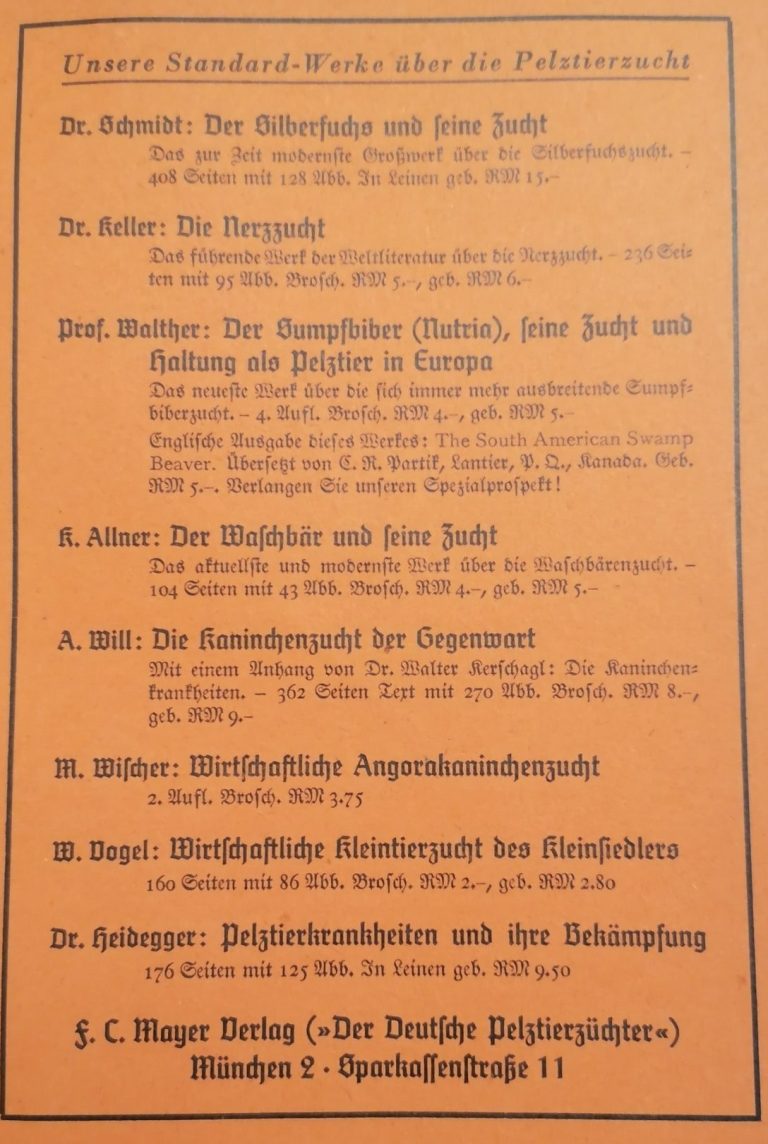 Unsere Standard-Werke über die Pelztierzucht
Dr. Schmidt: Der Silberfuchs und seine Zucht
Das zur Zeit modernste Großwerk über die Silberfuchszucht. –
408 Seiten mit 128 Abb. In Leinen geb. RM 15.–
Dr. Keller: Die Nerzzucht
Das führende Werk der Weltliteratur über die Nerzzucht. – 236 Sei-
ten mit 95 Abb. Brosch. RM 5.–, geb. RM 6.–
Prof. Walther: Der Sumpfbiber (Nutria), seine Zucht und
Haltung als Pelztier in Europa
Das neueste Werk über die sich immer mehr ausbreitende Sumpf-
biberzucht. – 4. Aufl. Brosch. RM 4.–, geb. RM 5.–
Englische Ausgabe dieses Werkes: The South American Swamp
Beaver. Übersetzt von C. R. Partik, Lantier, P. Q., Kanada. Geb.
RM 5.–. Verlangen Sie unseren Spezialprospekt!
K. Allner: Der Waschbär und seine Zucht
Das aktuellste und modernste Werk über die Waschbärenzucht. –
104 Seiten mit 43 Abb. Brosch. RM 4.–, geb. RM 5.–
A. Will: Die Kaninchenzucht der Gegenwart
Mit einem Anhang von Dr. Walter Kerschagl: Die Kaninchen-
krankheiten. – 362 Seiten Text mit 270 Abb. Brosch. RM 8.–,
geb. RM 9.–
M. Wischer: Wirtschaftliche Angorakaninchenzucht
2. Aufl. Brosch. RM 3.75
W. Vogel: Wirtschaftliche Kleintierzucht des Kleinsiedlers
160 Seiten mit 86 Abb. Brosch. RM 2.–, geb. RM 2.80
Dr. Heidegger: Pelztierkrankheiten und ihre Bekämpfung
176 Seiten mit 125 Abb. In Leinen geb. RM 9.50
F. C. Mayer Verlag (»Der Deutsche Pelztierzüchter«)
München 2 · Sparkassenstraße 11